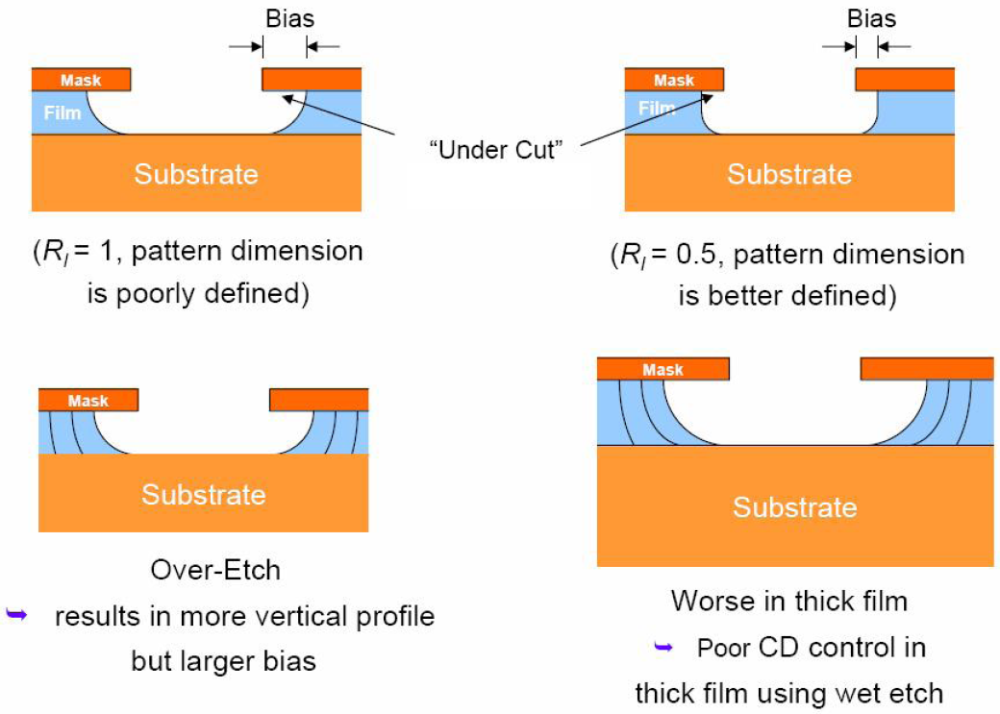 Bias
Mask
Film
Substrate
(Rₗ = 1, pattern dimension
is poorly defined)
"Under Cut"
Bias
Mask
Film
Substrate
(Rₗ = 0.5, pattern dimension
is better defined)
Mask
Substrate
Over-Etch
➥ results in more vertical profile
but larger bias
Mask
Substrate
Worse in thick film
➥ Poor CD control in
thick film using wet etch